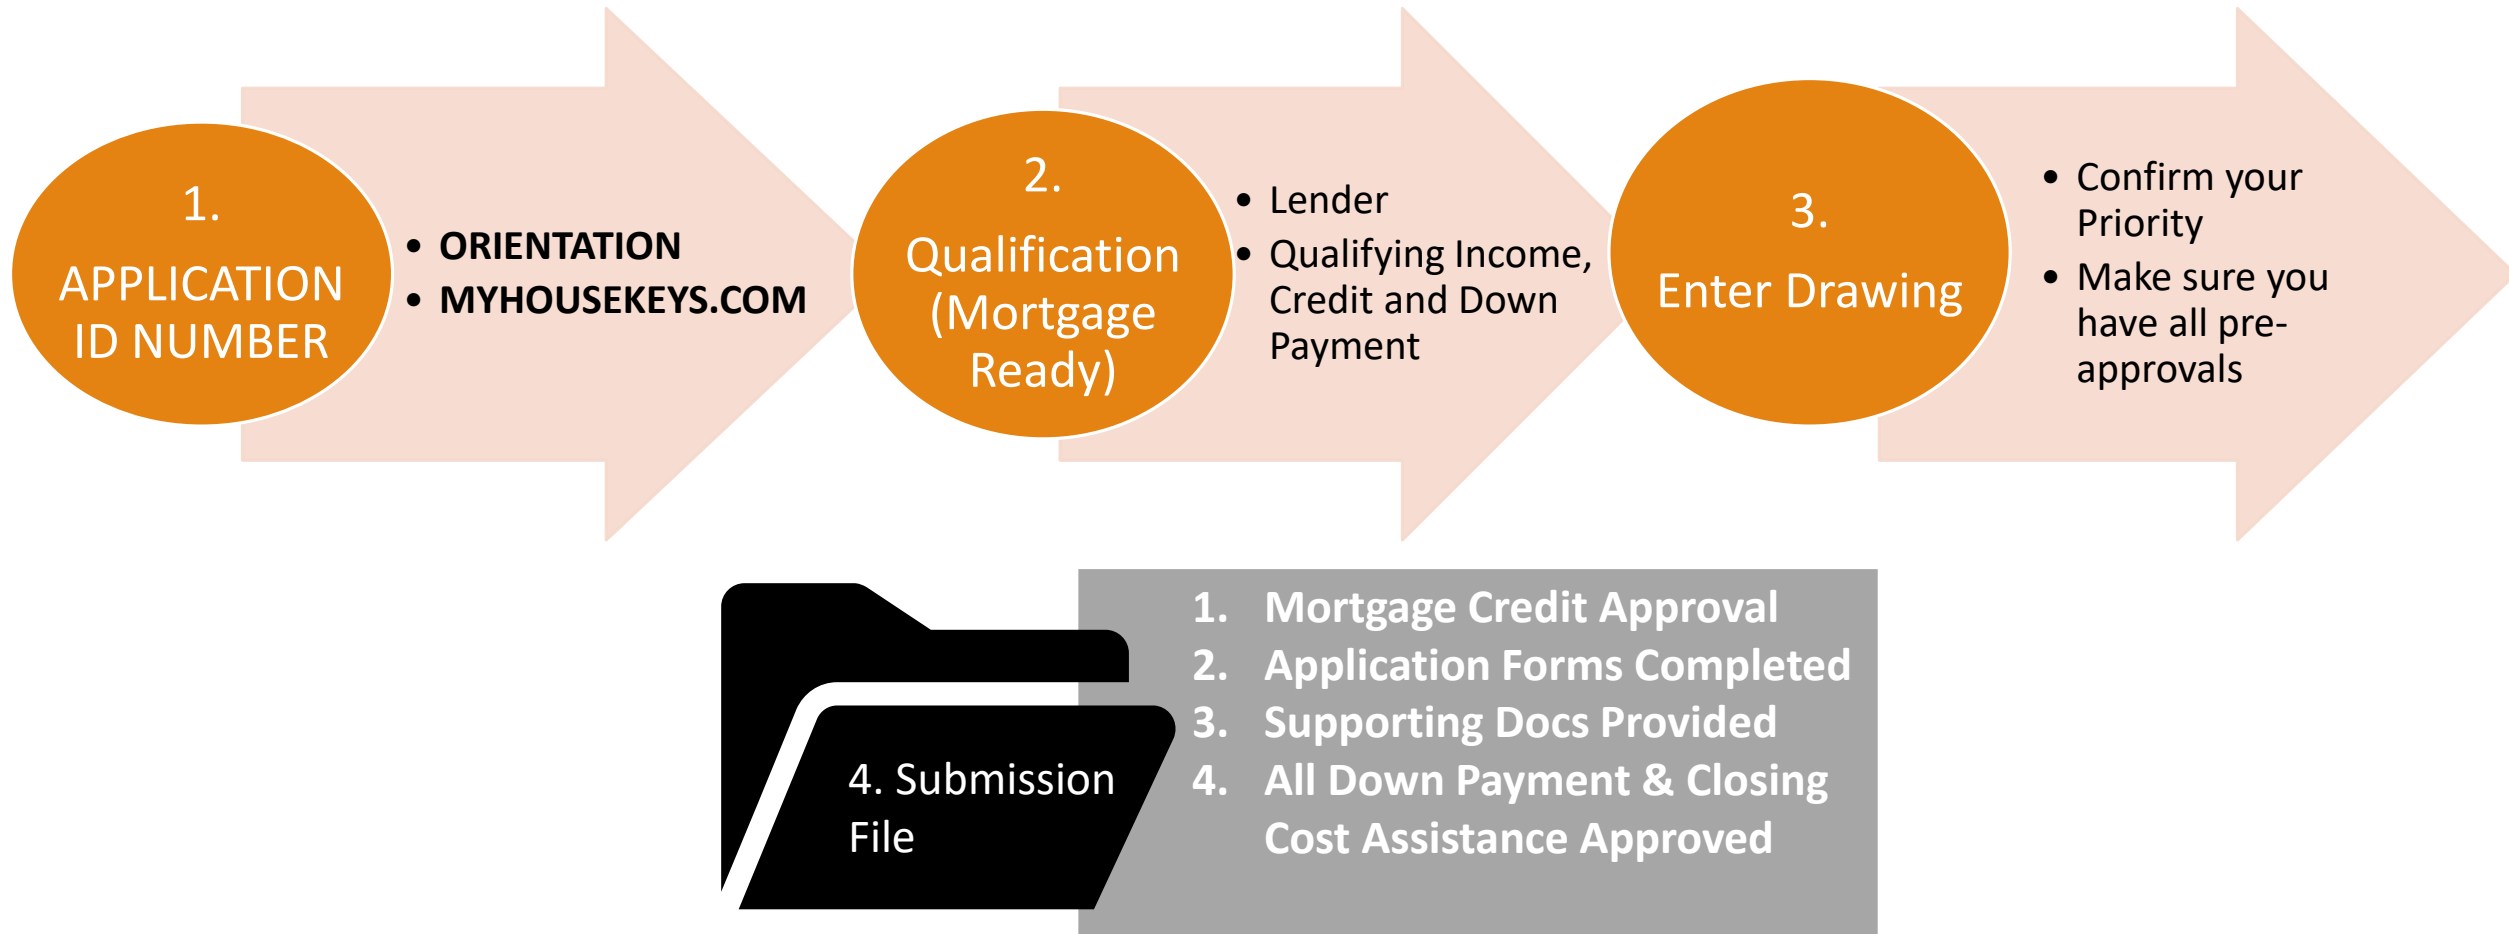 1.
APPLICATION
ID NUMBER
• ORIENTATION
• MYHOUSEKEYS.COM
2.
Qualification
(Mortgage
Ready)
• Lender
• Qualifying Income,
Credit and Down
Payment
3.
Enter Drawing
• Confirm your
Priority
• Make sure you
have all pre-
approvals
4. Submission
File
1. Mortgage Credit Approval
2. Application Forms Completed
3. Supporting Docs Provided
4. All Down Payment & Closing
Cost Assistance Approved